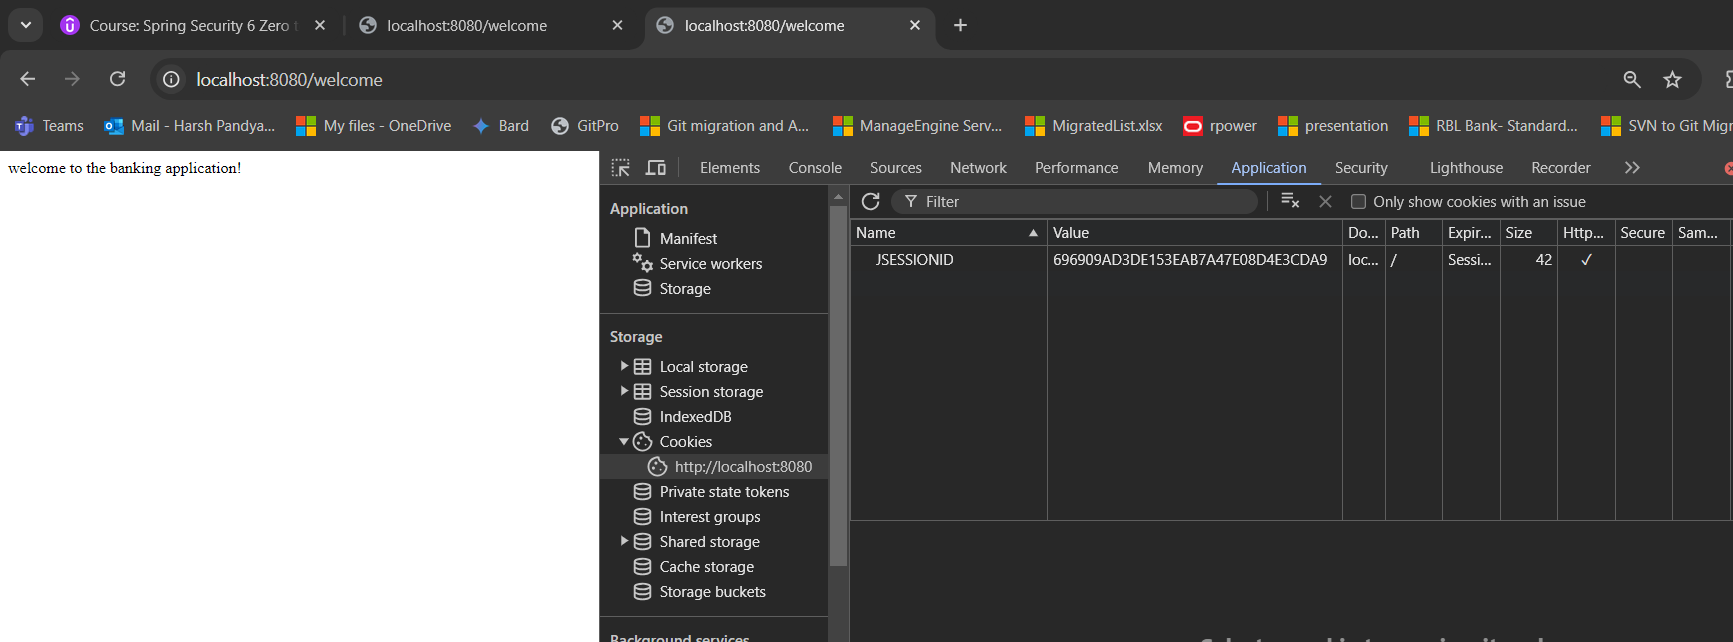 Course: Spring Security 6 Zero
localhost:8080/welcome
localhost:8080/welcome
localhost:8080/welcome
Teams
Mail - Harsh Pandya...
My files - OneDrive
Bard
GitPro
Git migration and A...
ManageEngine Serv...
MigratedList.xlsx
rpower
presentation
RBL Bank- Standard...
SVN to Git Migr
welcome to the banking application!
Elements Console Sources Network Performance Memory Application Security Lighthouse Recorder
Application
Manifest
Service workers
Storage
Storage
Local storage
Session storage
IndexedDB
Cookies
http://localhost:8080
Private state tokens
Interest groups
Shared storage
Cache storage
Storage buckets
Background services
Filter
Only show cookies with an issue
Name Value Do... Path Expir... Size Http... Secure Sam...
JSESSIONID 696909AD3DE153EAB7A47E08D4E3CDA9 loc... / Sessi... 42 ✓